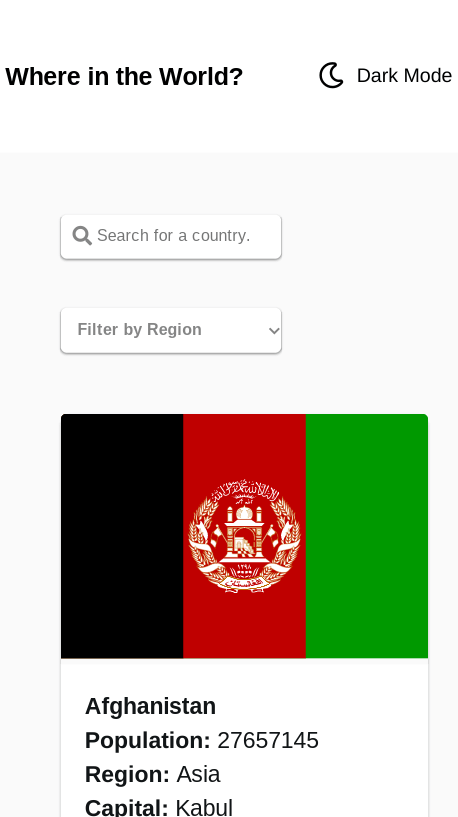 Where in the World?
Dark Mode
Search for a country.
Filter by Region
Afghanistan
Population: 27657145
Region: Asia
Capital: Kabul